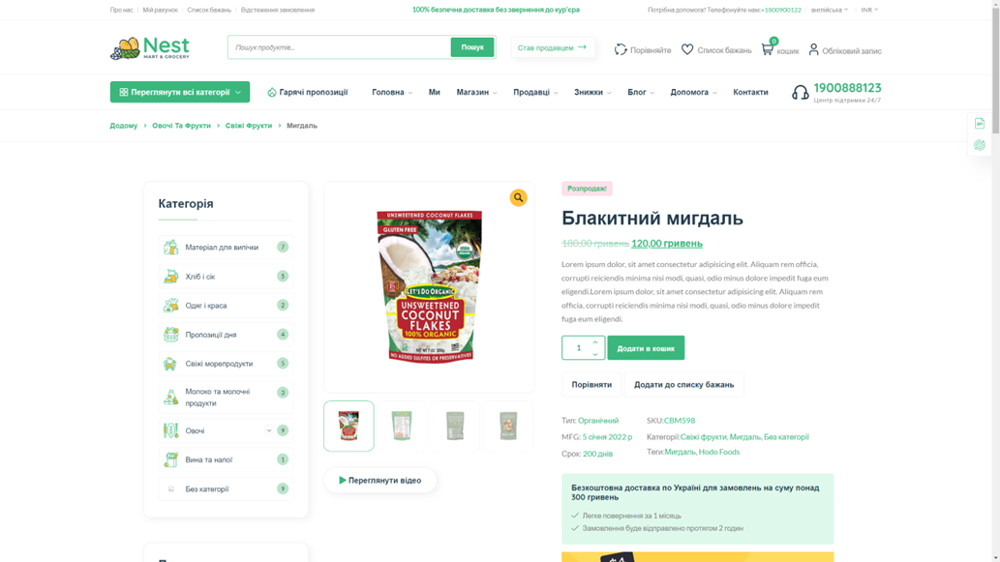 Про нас
Мій рахунок
Список бажань
Відстеження замовлення
100% безпечна доставка без звернення до кур'єра
Потрібна допомога? Телефонуйте нам:+1800900122
англійська
INR
Nest
MART & GROCERY
Пошук продуктів...
Пошук
Став продавцем
Порівняйте
Список бажань
0
кошик
Обліковий запис
Переглянути всі категорії
Гарячі пропозиції
Головна
Ми
Магазин
Продавці
Знижки
Блог
Допомога
Контакти
1900888123
Центр підтримки 24/7
Додому
Овочі Та Фрукти
Свіжі Фрукти
Мигдаль
Категорія
Матеріал для випічки 7
Хліб і сік 5
Одяг і краса 2
Пропозиції дня 4
Свіжі морепродукти 5
Молоко та молочні
продукти 3
Овочі 9
Вина та напої 1
Без категорії 9
UNSWEETENED COCONUT FLAKES
GLUTEN FREE
USDA
ORGANIC
LET'S DO ORGANIC
UNSWEETENED
COCONUT
FLAKES
100% ORGANIC
NET WT 7 OZ. 200g
NO ADDED SULFITES OR PRESERVATIVES
Переглянути відео
Розпродаж!
Блакитний мигдаль
180,00 гривень 120,00 гривень
Lorem ipsum dolor, sit amet consectetur adipisicing elit. Aliquam rem officia,
corrupti reiciendis minima nisi modi, quasi, odio minus dolore impedit fuga eum
eligendi.Lorem ipsum dolor, sit amet consectetur adipisicing elit. Aliquam rem
officia, corrupti reiciendis minima nisi modi, quasi, odio minus dolore impedit
fuga eum eligendi.
1
Додати в кошик
Порівняти
Додати до списку бажань
Тип: Органічний
MFG: 5 січня 2022 р
Срок: 200 днів
SKU:CBM598
Категорії:Свіжі фрукти, Мигдаль, Без категорії
Теги:Мигдаль, Hodo Foods
Безкоштовна доставка по Україні для замовлень на суму понад
300 гривень
Легке повернення за 1 місяць
Замовлення буде відправлено протягом 2 годин